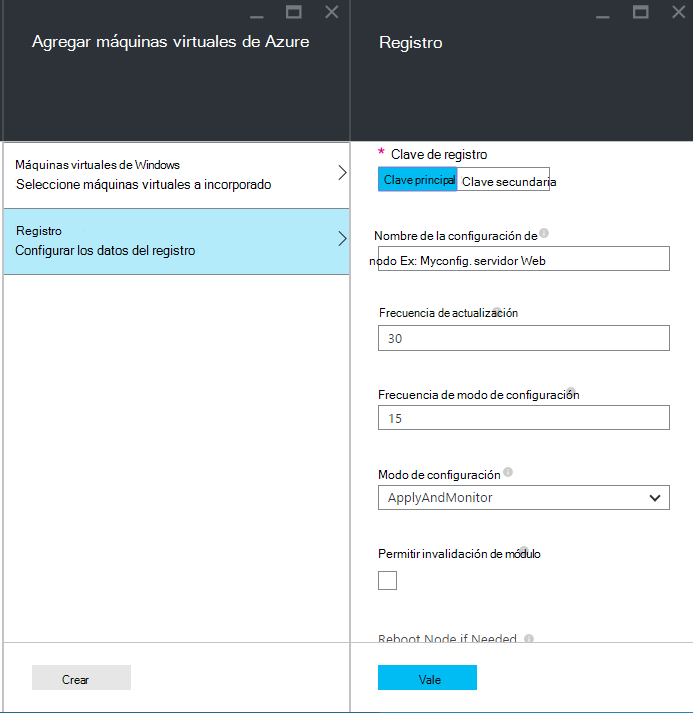 Agregar máquinas virtuales de Azure
Máquinas virtuales de Windows
Seleccione máquinas virtuales a incorporado
Registro
Configurar los datos del registro
Crear
Registro
* Clave de registro
Clave principal Clave secundaria
Nombre de la configuración de
nodo Ex: Myconfig. servidor Web
Frecuencia de actualización
30
Frecuencia de modo de configuración
15
Modo de configuración
ApplyAndMonitor
Permitir invalidación de módulo
Reboot Node if Needed
Vale